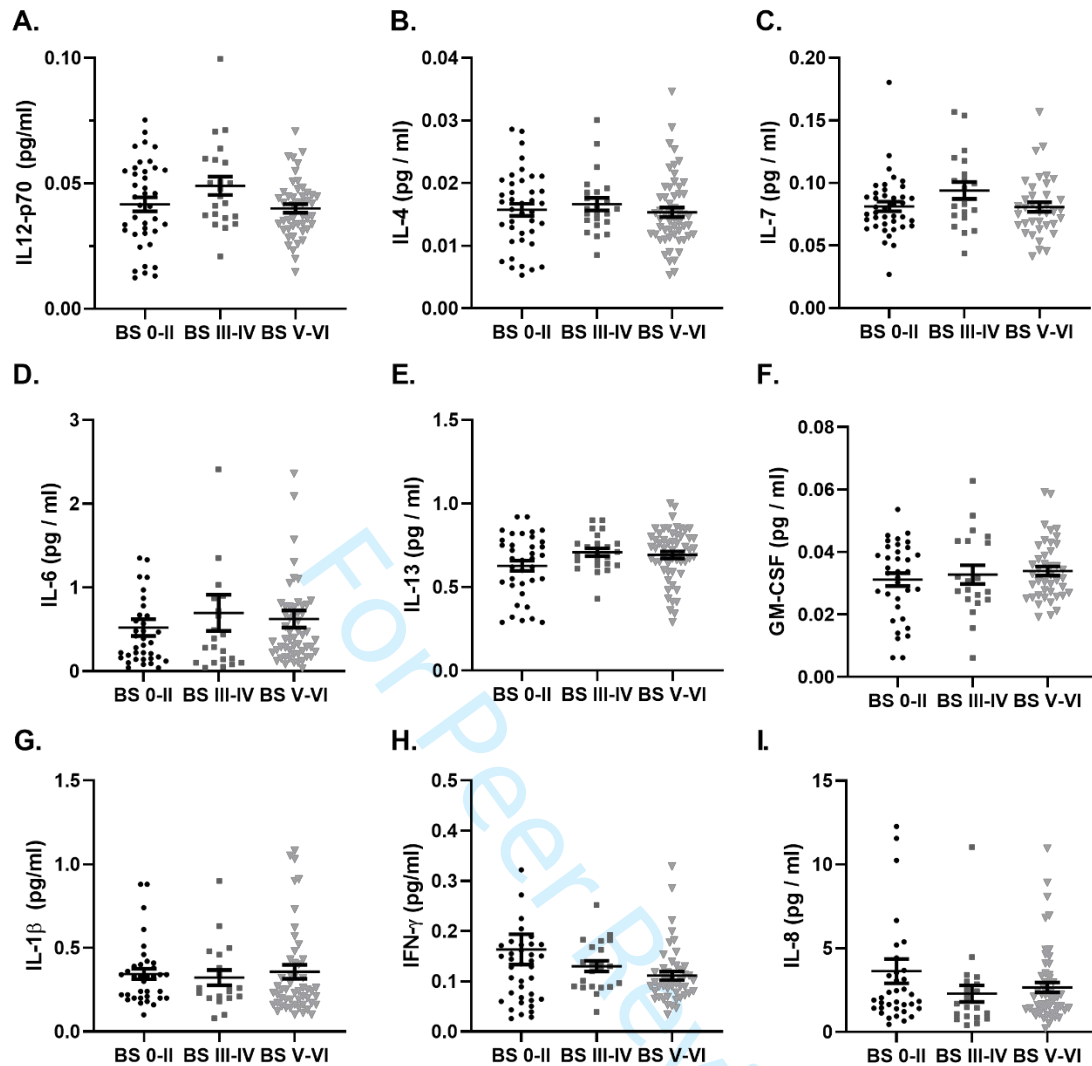 A.
B.
C.
IL12-p70 (pg/ml)
0.10
0.05
0.00
BS 0-II BS III-IV BS V-VI
IL-4 (pg / ml)
0.04
0.03
0.02
0.01
0.00
BS 0-II BS III-IV BS V-VI
IL-7 (pg / ml)
0.20
0.15
0.10
0.05
0.00
BS 0-II BS III-IV BS V-VI
D.
E.
F.
IL-6 (pg / ml)
3
2
1
0
BS 0-II BS III-IV BS V-VI
IL-13 (pg / ml)
1.5
1.0
0.5
0.0
BS 0-II BS III-IV BS V-VI
GM-CSF (pg / ml)
0.08
0.06
0.04
0.02
0.00
BS 0-II BS III-IV BS V-VI
G.
H.
I.
IL-1β (pg/ml)
1.5
1.0
0.5
0.0
BS 0-II BS III-IV BS V-VI
IFN-γ (pg/ml)
0.5
0.4
0.3
0.2
0.1
0.0
BS 0-II BS III-IV BS V-VI
IL-8 (pg / ml)
15
10
5
0
BS 0-II BS III-IV BS V-VI
For Peer Rev